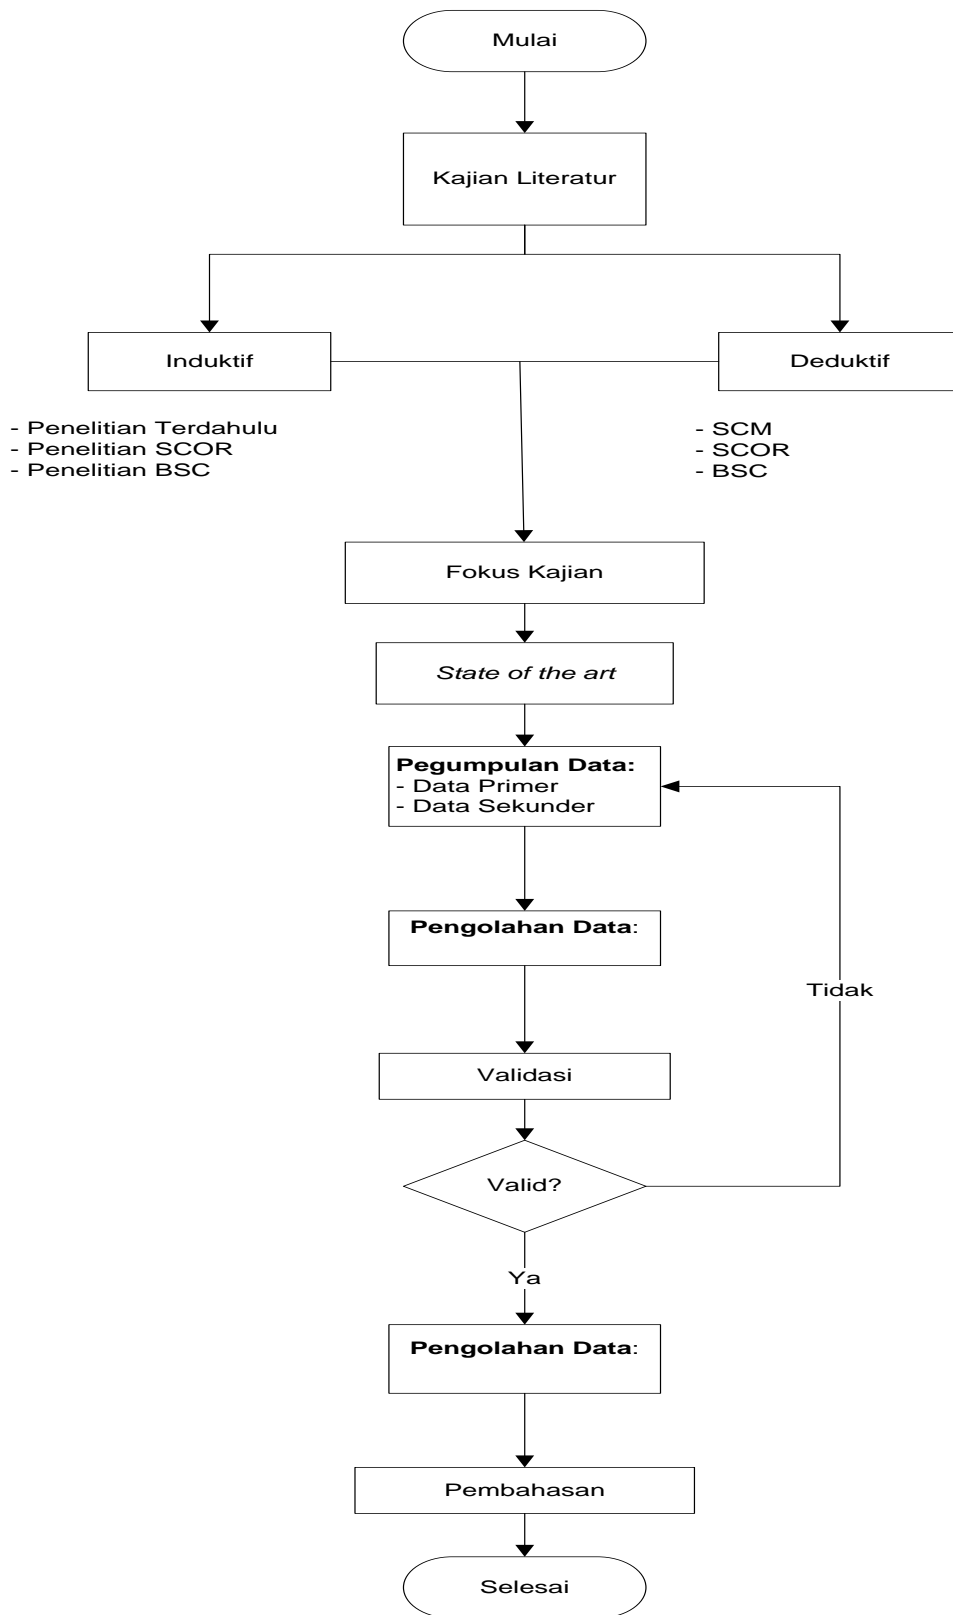 Mulai
Kajian Literatur
Induktif
Deduktif
- Penelitian Terdahulu
- Penelitian SCOR
- Penelitian BSC
- SCM
- SCOR
- BSC
Fokus Kajian
State of the art
Pegumpulan Data:
- Data Primer
- Data Sekunder
Pengolahan Data:
Tidak
Validasi
Valid?
Ya
Pengolahan Data:
Pembahasan
Selesai